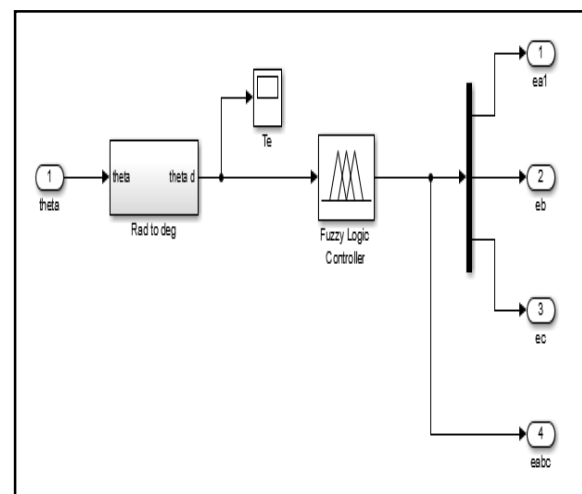 1
theta
theta
theta d
Rad to deg
Te
Fuzzy Logic
Controller
1
ea1
2
eb
3
ec
4
eabc